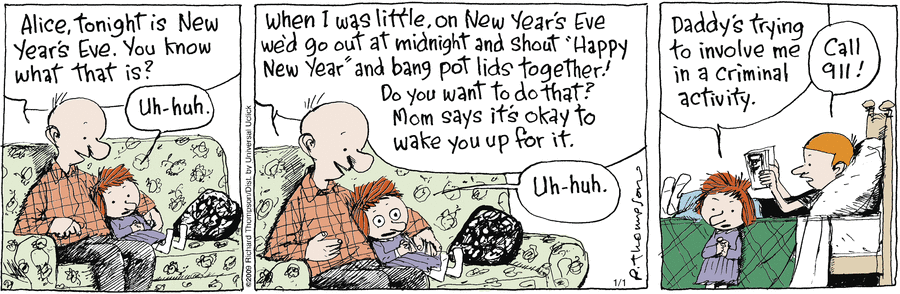 Alice, tonight is New
Year's Eve. You know
what that is?
Uh-huh.
©2009 Richard Thompson/Dist. by Universal Uclick
When I was little, on New Year's Eve
we'd go out at midnight and shout "Happy
New Year" and bang pot lids together!
Do you want to do that?
Mom says it's okay to
wake you up for it.
Uh-huh.
1/1
R.Thompson
Daddy's trying
to involve me
in a criminal
activity.
Call
911!